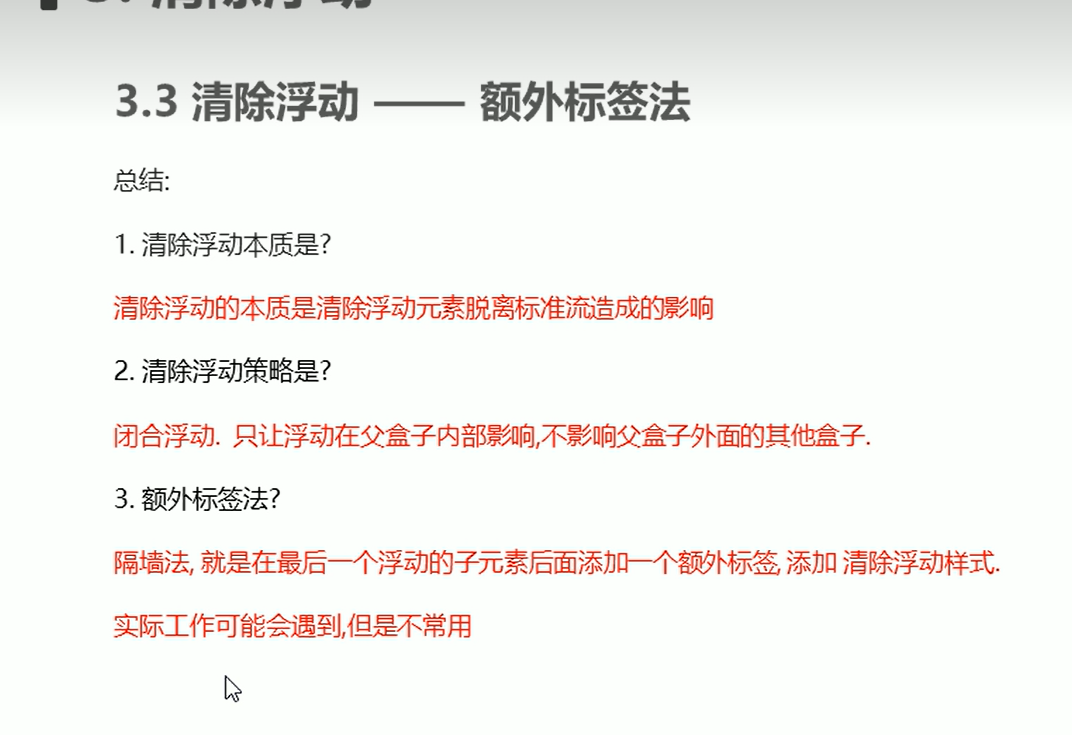 清除浮动
3.3 清除浮动 —— 额外标签法
总结:
1. 清除浮动本质是?
清除浮动的本质是清除浮动元素脱离标准流造成的影响
2. 清除浮动策略是?
闭合浮动. 只让浮动在父盒子内部影响,不影响父盒子外面的其他盒子.
3. 额外标签法?
隔墙法, 就是在最后一个浮动的子元素后面添加一个额外标签, 添加 清除浮动样式.
实际工作可能会遇到,但是不常用